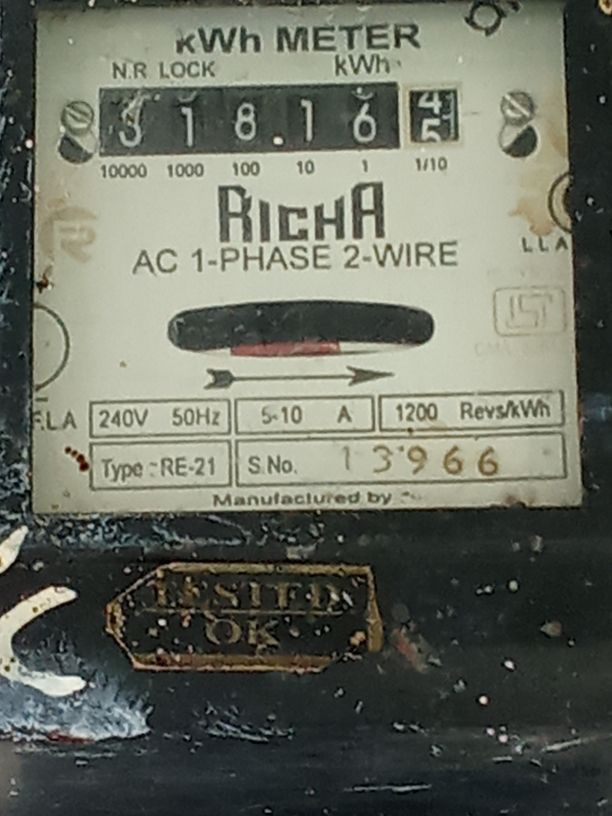 kWh METER
N.R LOCK kWh
3 1 8 . 1 6 4 5
10000 1000 100 10 1 1/10
RICHA
AC 1-PHASE 2-WIRE
L L A
F.L A 240V 50Hz 5-10 A 1200 Revs/kWh
Type : RE-21 S.No. 13966
Manufactured by
TESTED
OK